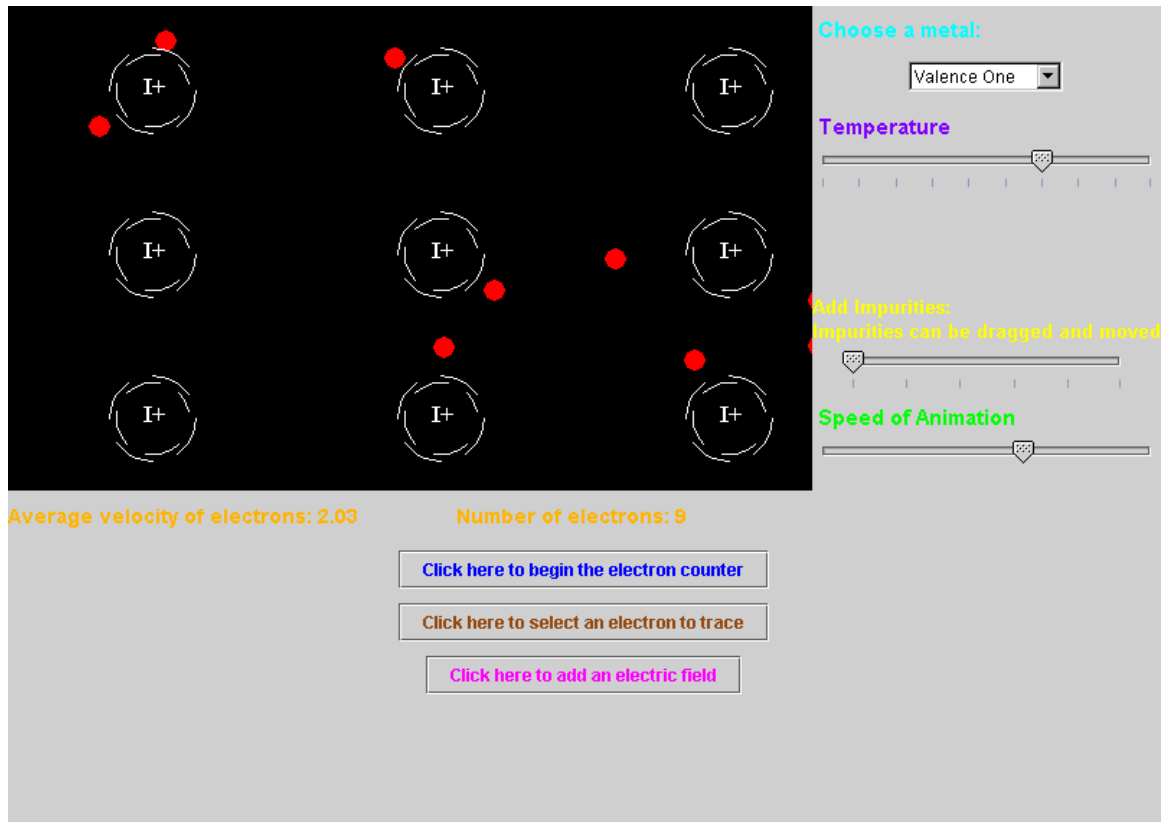 Choose a metal:
I+ I+ I+
Valence One
Temperature
I+ I+ I+
Add Impurities:
Impurities can be dragged and moved
I+ I+ I+
Speed of Animation
Average velocity of electrons: 2.03 Number of electrons: 9
Click here to begin the electron counter
Click here to select an electron to trace
Click here to add an electric field